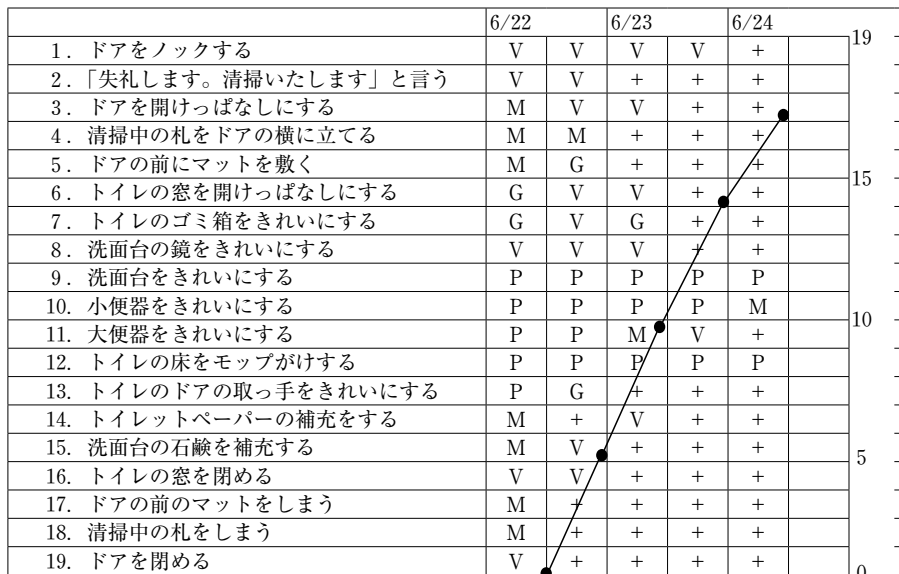 6/22 6/23 6/24
19
1. ドアをノックする V V V V +
2.「失礼します。清掃いたします」と言う V V + + +
3. ドアを開けっぱなしにする M V V + +
4. 清掃中の札をドアの横に立てる M M + + +
5. ドアの前にマットを敷く M G + + +
15
6. トイレの窓を開けっぱなしにする G V V + +
7. トイレのゴミ箱をきれいにする G V G + +
8. 洗面台の鏡をきれいにする V V V + +
9. 洗面台をきれいにする P P P P P
10. 小便器をきれいにする P P P P M
10
11. 大便器をきれいにする P P M V +
12. トイレの床をモップがけする P P P P P
13. トイレのドアの取っ手をきれいにする P G + + +
14. トイレットペーパーの補充をする M + V + +
15. 洗面台の石鹸を補充する M V + + +
5
16. トイレの窓を閉める V V + + +
17. ドアの前のマットをしまう M + + + +
18. 清掃中の札をしまう M + + + +
19. ドアを閉める V + + + +
0